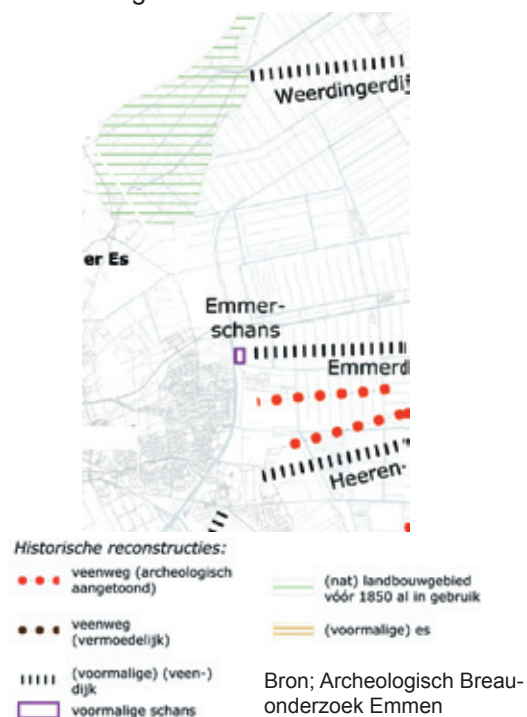 Weerdingerdij
er Es
Emmer-
schans
Emmerd
Heeren-
Historische reconstructies:
veenweg (archeologisch
aangetoond)
veenweg
(vermoedelijk)
(voormalige) (veen-)
dijk
voormalige schans
(nat) landbouwgebied
vóór 1850 al in gebruik
(voormalige) es
Bron; Archeologisch Breau-
onderzoek Emmen